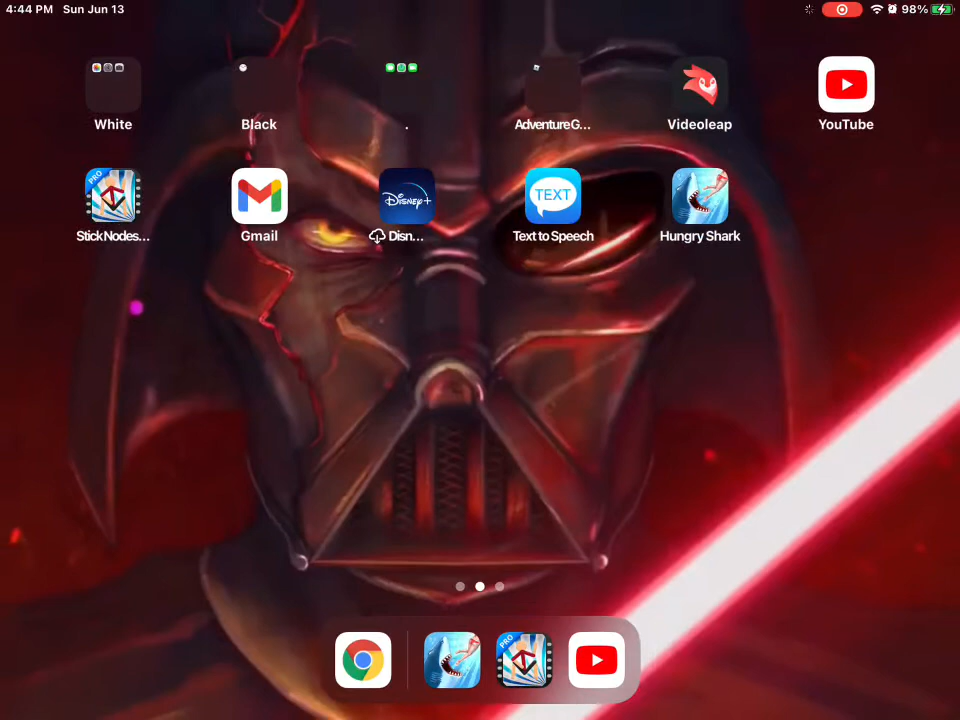 4:44 PM Sun Jun 13
98%
White
Black
.
AdventureG...
Videoleap
YouTube
PRO
StickNodes...
Gmail
Disney+
Disn...
TEXT
Text to Speech
Hungry Shark
PRO